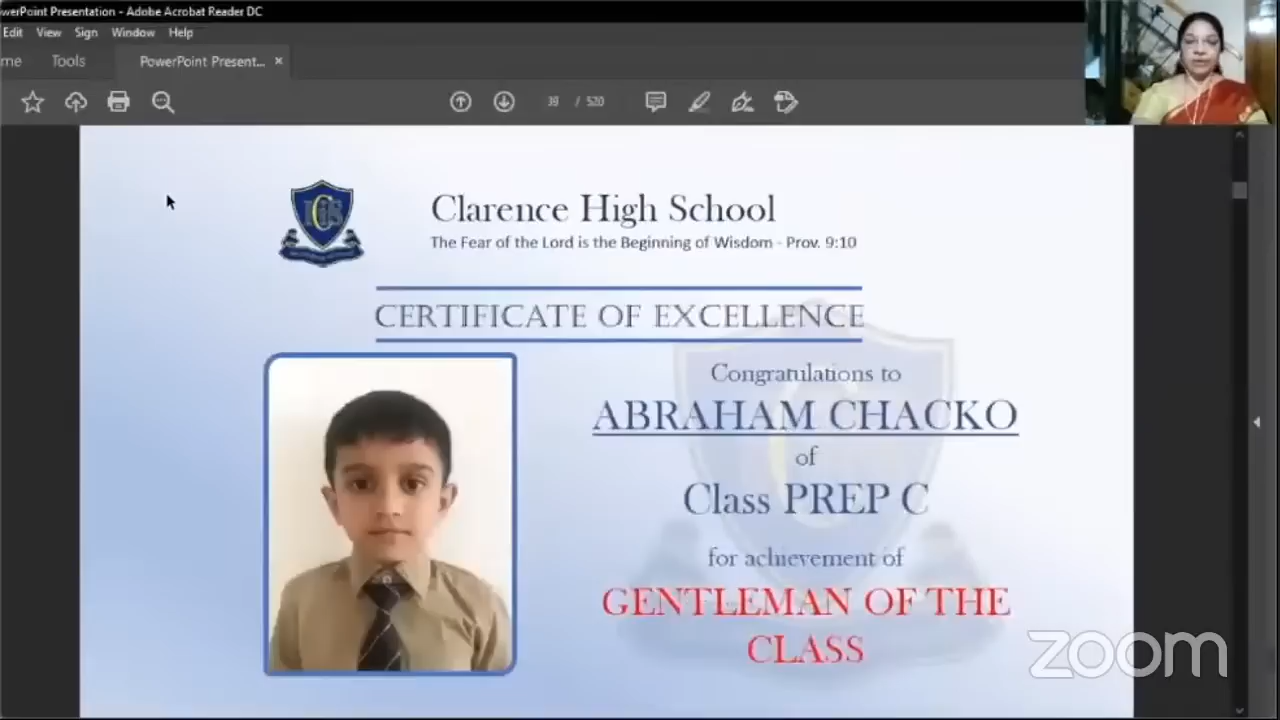 werPoint Presentation - Adobe Acrobat Reader DC
Edit View Sign Window Help
me Tools PowerPoint Present... ×
39 / 520
Clarence High School
The Fear of the Lord is the Beginning of Wisdom - Prov. 9:10
CERTIFICATE OF EXCELLENCE
Congratulations to
ABRAHAM CHACKO
of
Class PREP C
for achievement of
GENTLEMAN OF THE
CLASS
zoom